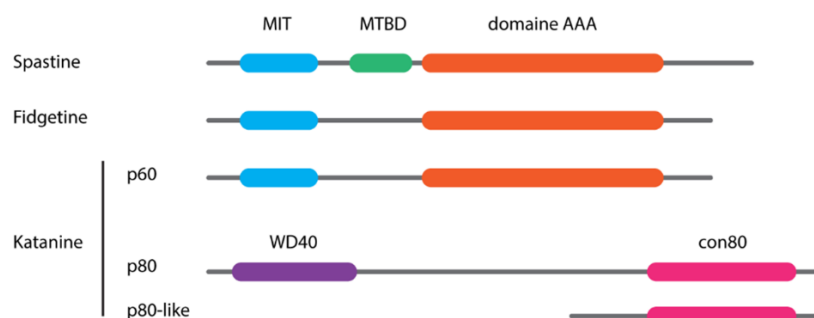 MIT MTBD domaine AAA
Spastine
Fidgetine
p60
Katanine
WD40 con80
p80
p80-like